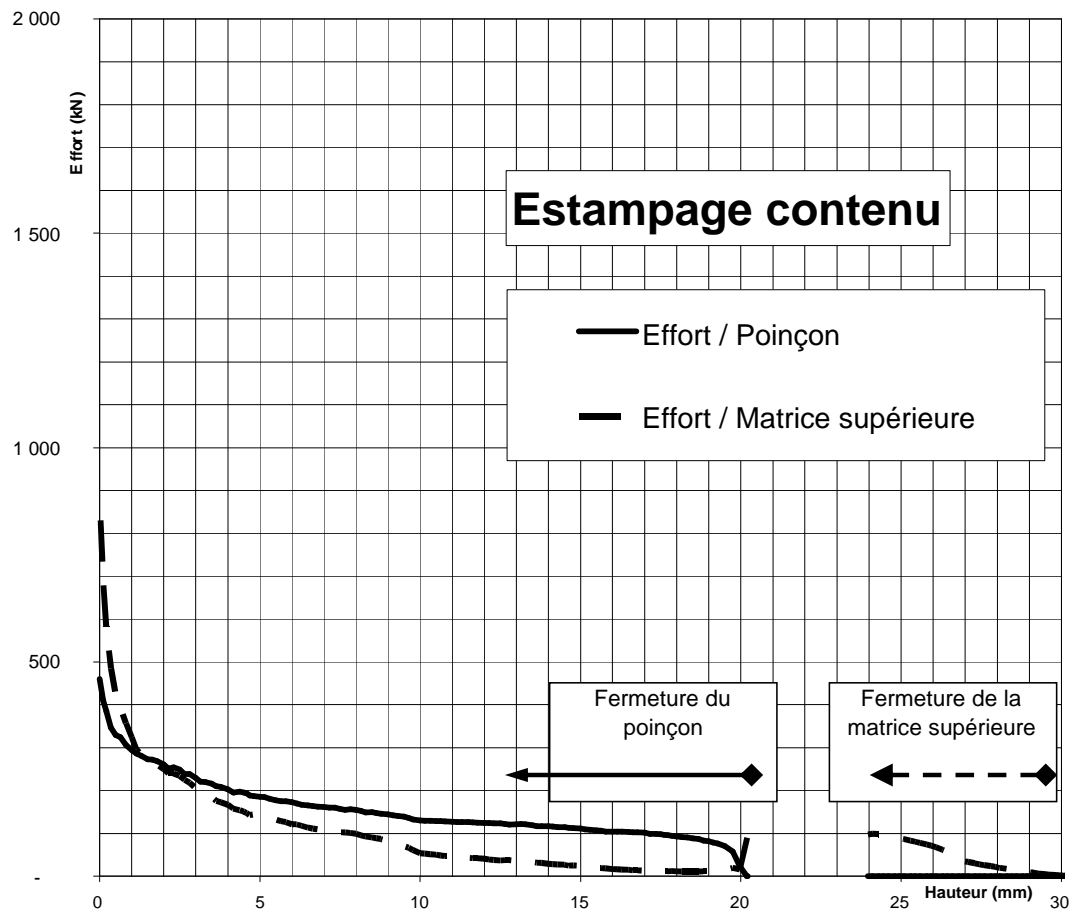 2 000
Effort (kN)
Estampage contenu
1 500
Effort / Poinçon
Effort / Matrice supérieure
1 000
500
Fermeture du
poinçon
Fermeture de la
matrice supérieure
-
Hauteur (mm)
0 5 10 15 20 25 30